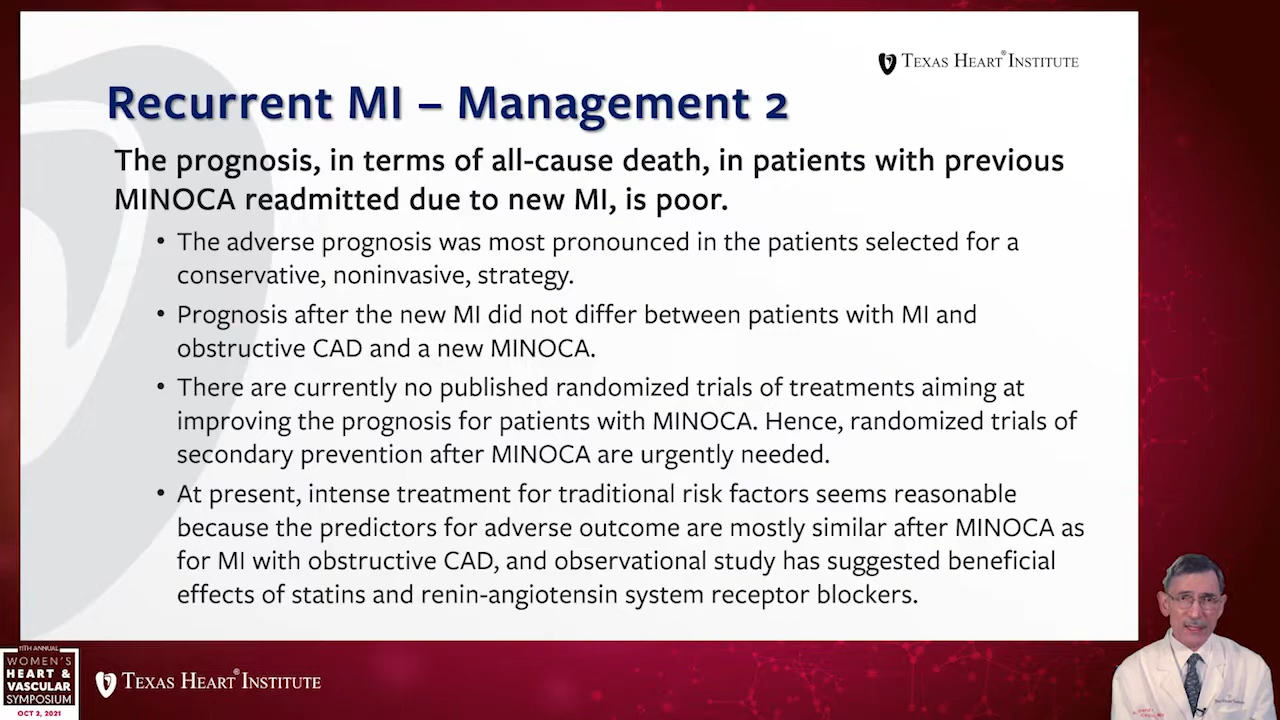 TEXAS HEART® INSTITUTE
Recurrent MI – Management 2
The prognosis, in terms of all-cause death, in patients with previous
MINOCA readmitted due to new MI, is poor.
• The adverse prognosis was most pronounced in the patients selected for a
conservative, noninvasive, strategy.
• Prognosis after the new MI did not differ between patients with MI and
obstructive CAD and a new MINOCA.
• There are currently no published randomized trials of treatments aiming at
improving the prognosis for patients with MINOCA. Hence, randomized trials of
secondary prevention after MINOCA are urgently needed.
• At present, intense treatment for traditional risk factors seems reasonable
because the predictors for adverse outcome are mostly similar after MINOCA as
for MI with obstructive CAD, and observational study has suggested beneficial
effects of statins and renin-angiotensin system receptor blockers.
11TH ANNUAL
WOMEN'S
HEART &
VASCULAR
SYMPOSIUM
OCT 2, 2021
TEXAS HEART® INSTITUTE